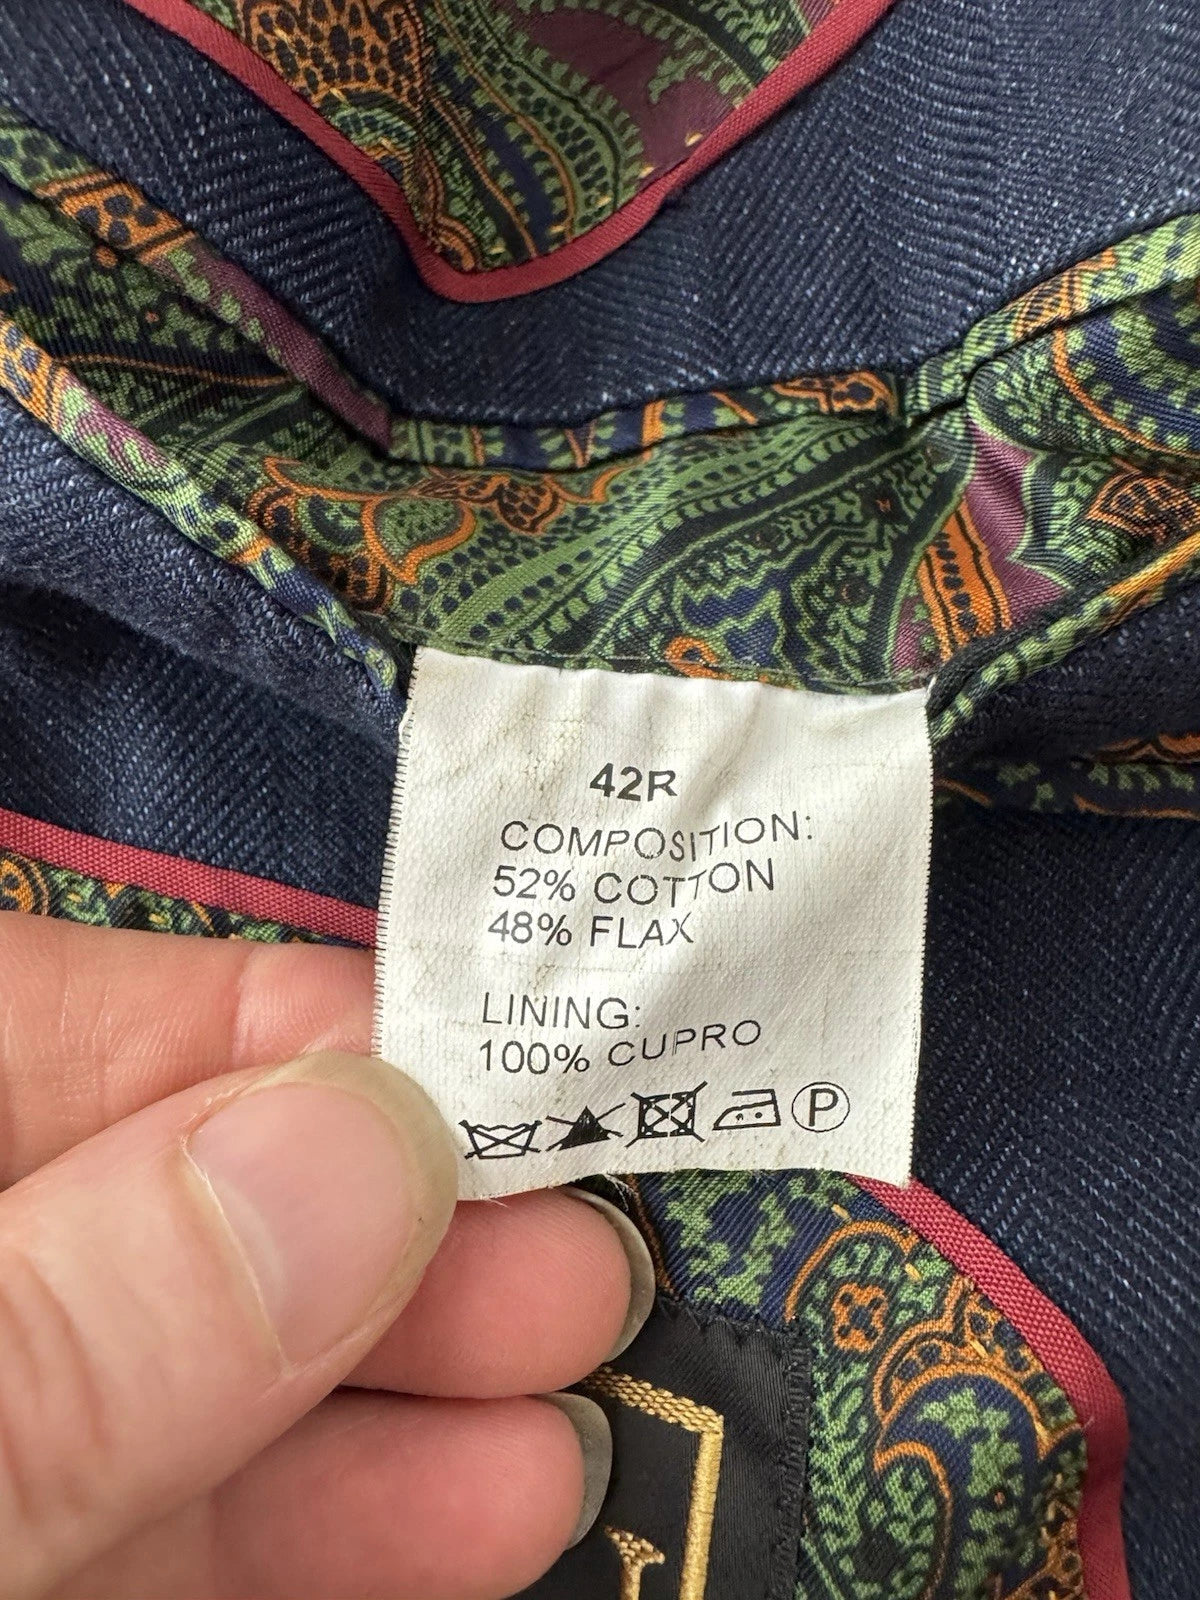 42R
COMPOSITION:
52% COTTON
48% FLAX
LINING:
100% CUPRO
P